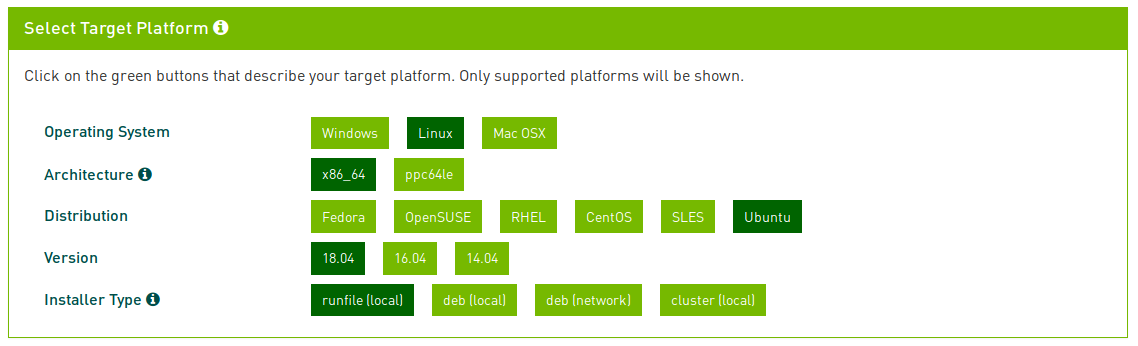 Select Target Platform
Click on the green buttons that describe your target platform. Only supported platforms will be shown.
Operating System Windows Linux Mac OSX
Architecture x86_64 ppc64le
Distribution Fedora OpenSUSE RHEL CentOS SLES Ubuntu
Version 18.04 16.04 14.04
Installer Type runfile (local) deb (local) deb (network) cluster (local)